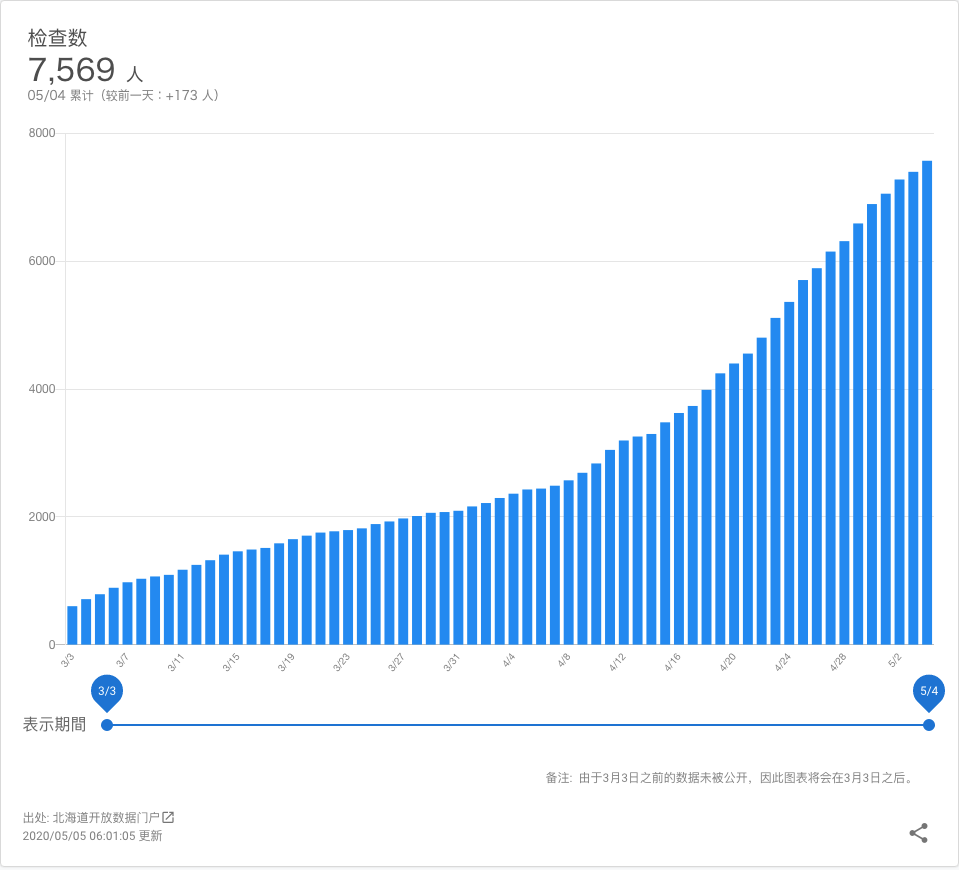 检查数
7,569 人
05/04 累计（较前一天：+173 人）
8000
6000
4000
2000
0
3/3 3/7 3/11 3/15 3/19 3/23 3/27 3/31 4/4 4/8 4/12 4/16 4/20 4/24 4/28 5/2
3/3 5/4
表示期間
备注: 由于3月3日之前的数据未被公开，因此图表将会在3月3日之后。
出处: 北海道开放数据门户
2020/05/05 06:01:05 更新